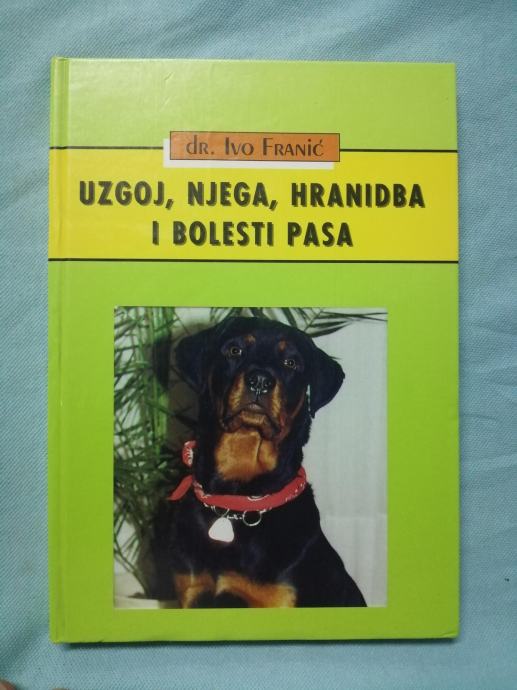 dr. Ivo Franić
UZGOJ, NJEGA, HRANIDBA
I BOLESTI PASA